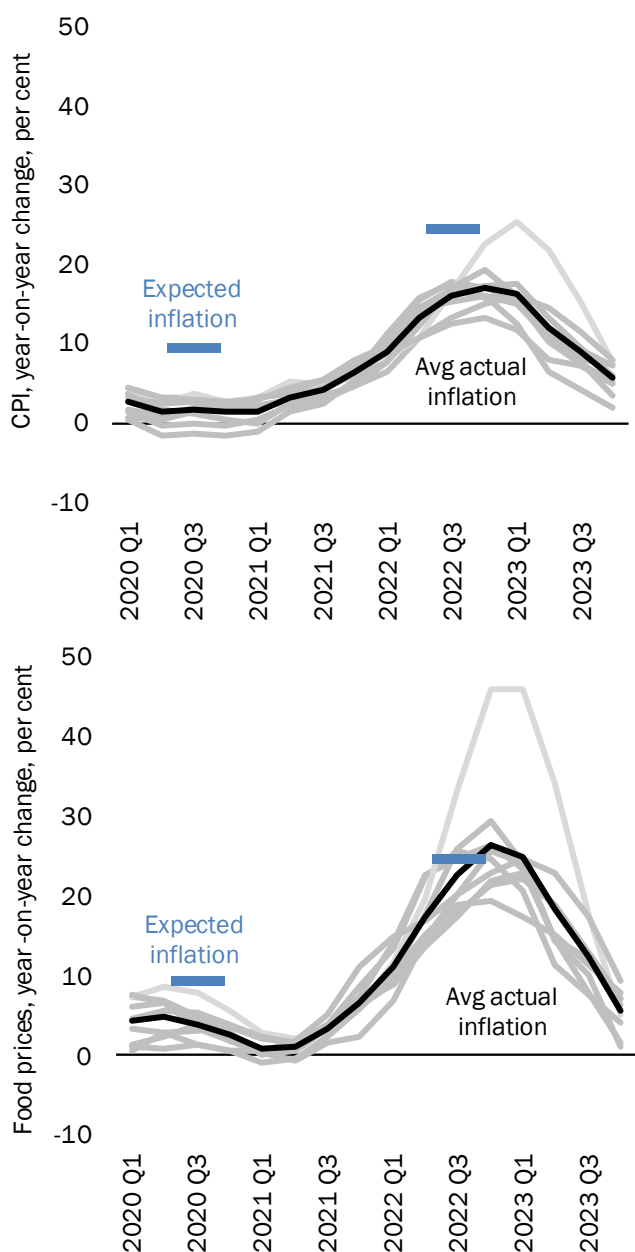 CPI, year-on-year change, per cent
50
40
30
20
10
0
-10
Expected
inflation
Avg actual
inflation
2020 Q1
2020 Q3
2021 Q1
2021 Q3
2022 Q1
2022 Q3
2023 Q1
2023 Q3
Food prices, year-on-year change, per cent
50
40
30
20
10
0
-10
Expected
inflation
Avg actual
inflation
2020 Q1
2020 Q3
2021 Q1
2021 Q3
2022 Q1
2022 Q3
2023 Q1
2023 Q3